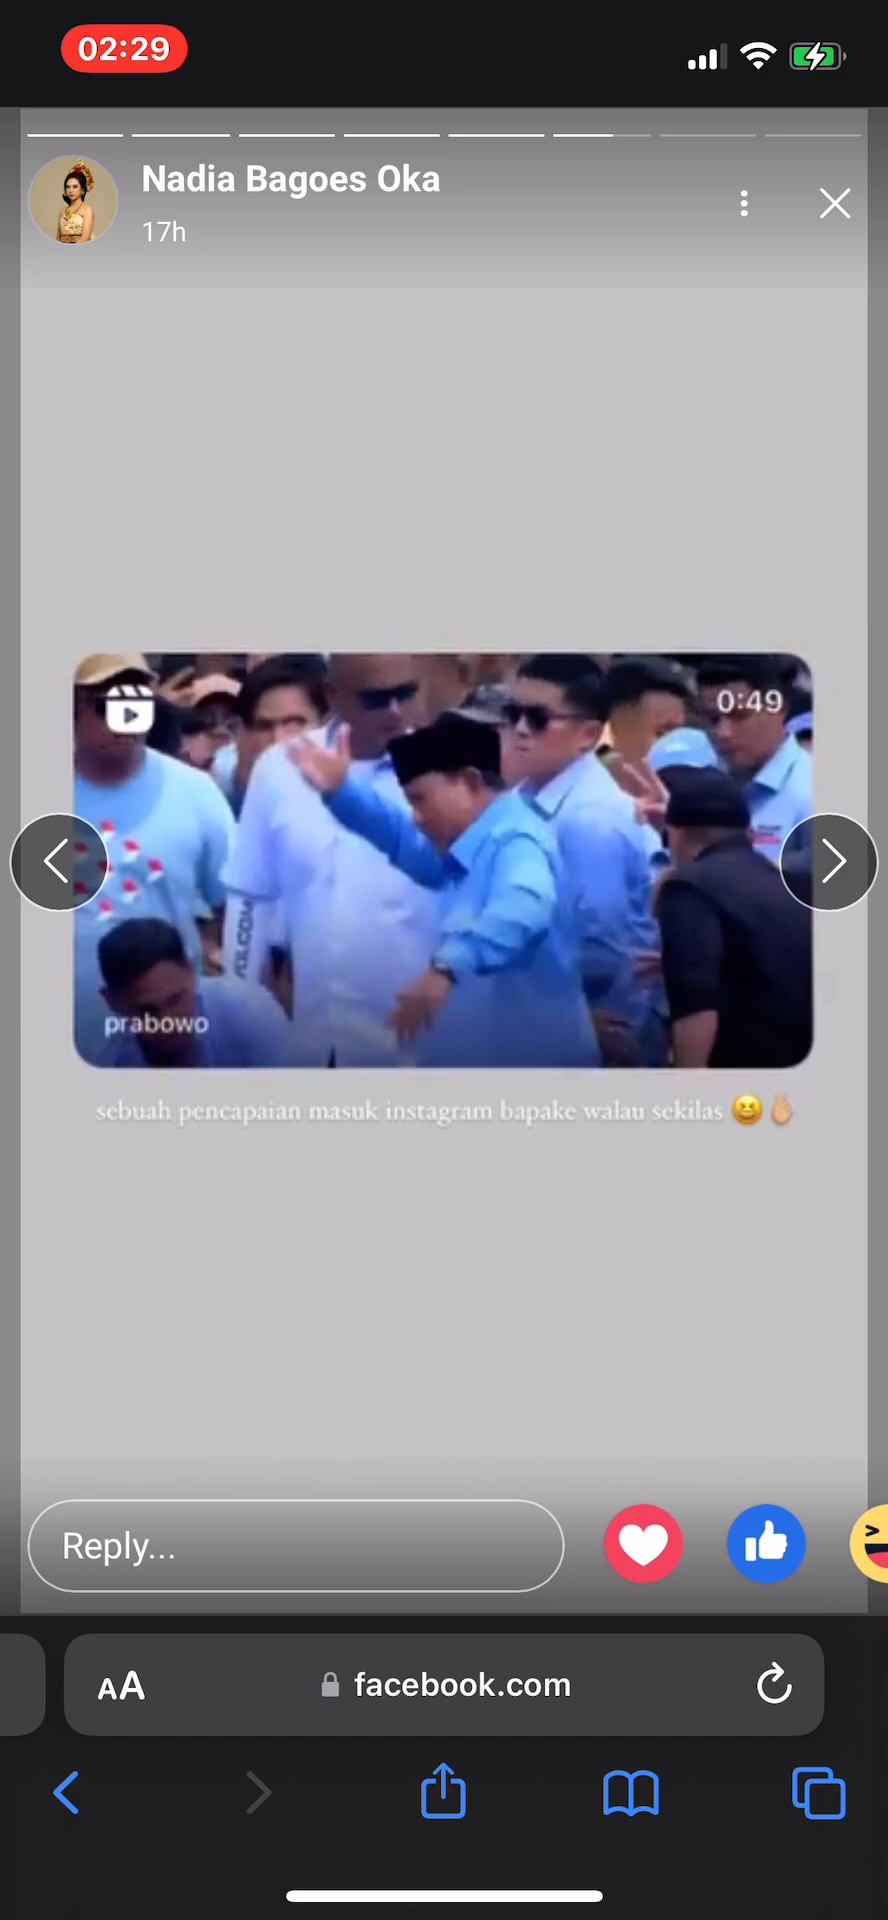 02:29
Nadia Bagoes Oka
17h
0:49
prabowo
sebuah pencapaian masuk instagram bapake walau sekilas 😆🤞🏼
Reply...
AA
facebook.com